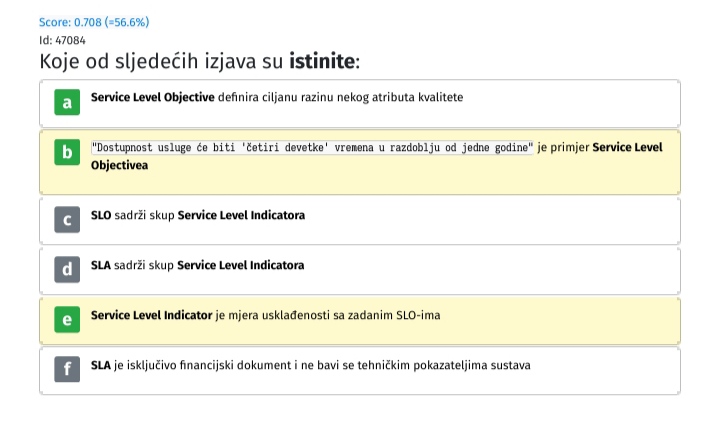 Score: 0.708 (=56.6%)
Id: 47084
Koje od sljedećih izjava su istinite:
a Service Level Objective definira ciljanu razinu nekog atributa kvalitete
b "Dostupnost usluge će biti 'četiri devetke' vremena u razdoblju od jedne godine" je primjer Service Level
Objectivea
c SLO sadrži skup Service Level Indicatora
d SLA sadrži skup Service Level Indicatora
e Service Level Indicator je mjera usklađenosti sa zadanim SLO-ima
f SLA je isključivo financijski dokument i ne bavi se tehničkim pokazateljima sustava